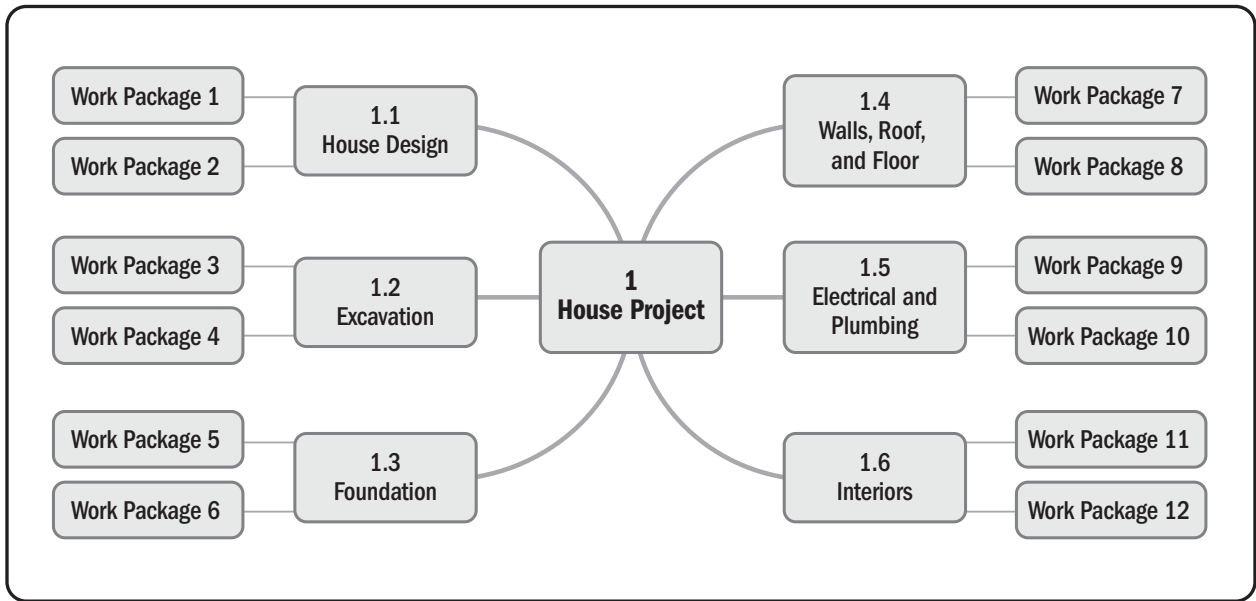 Work Package 1
Work Package 2
1.1
House Design
Work Package 3
Work Package 4
1.2
Excavation
Work Package 5
Work Package 6
1.3
Foundation
1
House Project
1.4
Walls, Roof,
and Floor
Work Package 7
Work Package 8
1.5
Electrical and
Plumbing
Work Package 9
Work Package 10
1.6
Interiors
Work Package 11
Work Package 12